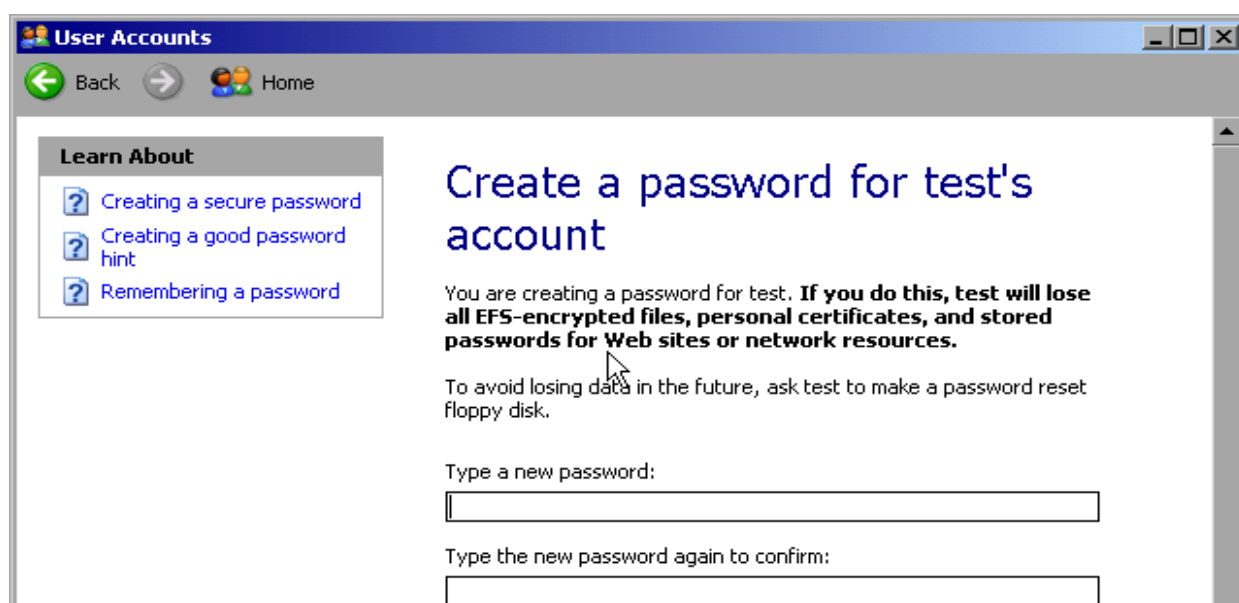 User Accounts
Back
Home
Learn About
Creating a secure password
Creating a good password
hint
Remembering a password
Create a password for test's
account
You are creating a password for test. If you do this, test will lose
all EFS-encrypted files, personal certificates, and stored
passwords for Web sites or network resources.
To avoid losing data in the future, ask test to make a password reset
floppy disk.
Type a new password:
Type the new password again to confirm: